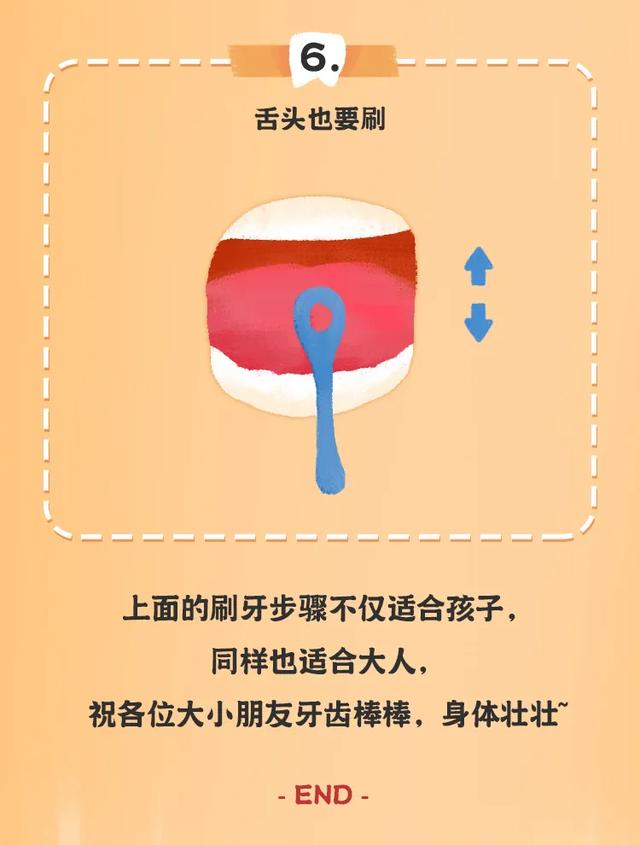 6.
舌头也要刷
上面的刷牙步骤不仅适合孩子，
同样也适合大人，
祝各位大小朋友牙齿棒棒，身体壮壮~
- END -